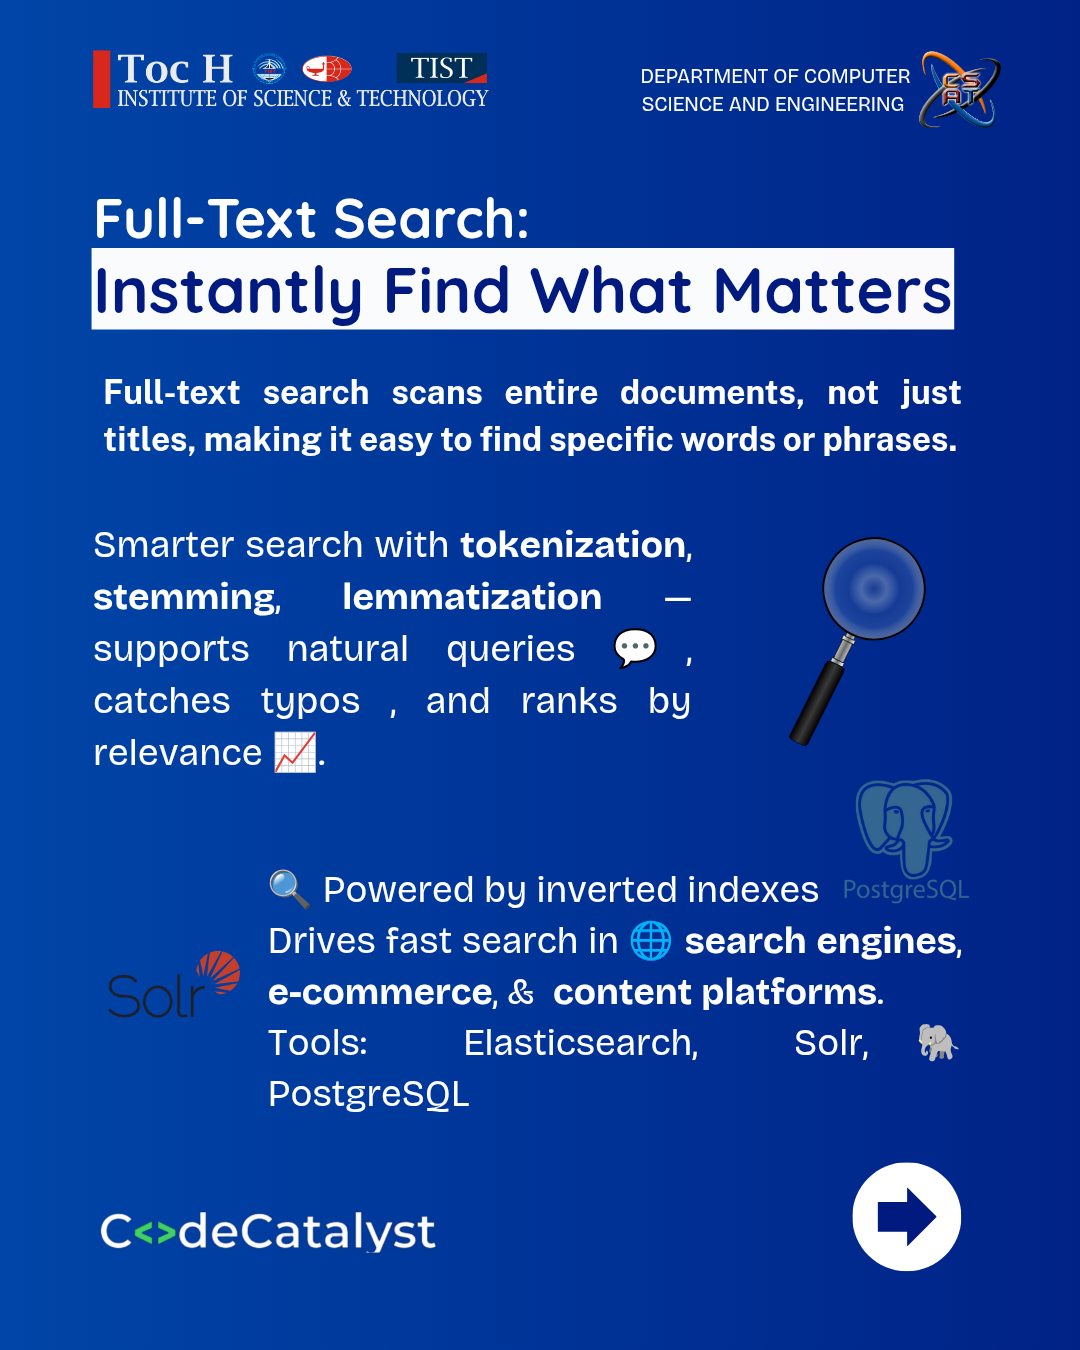 Toc H TIST
INSTITUTE OF SCIENCE & TECHNOLOGY
DEPARTMENT OF COMPUTER
SCIENCE AND ENGINEERING
CS
AT
Full-Text Search:
Instantly Find What Matters
Full-text search scans entire documents, not just
titles, making it easy to find specific words or phrases.
Smarter search with tokenization,
stemming, lemmatization —
supports natural queries 💬 ,
catches typos , and ranks by
relevance 📈.
PostgreSQL
🔍 Powered by inverted indexes
Drives fast search in 🌐 search engines,
e-commerce, & content platforms.
Solr
Tools: Elasticsearch, Solr, 🐘
PostgreSQL
C<>deCatalyst